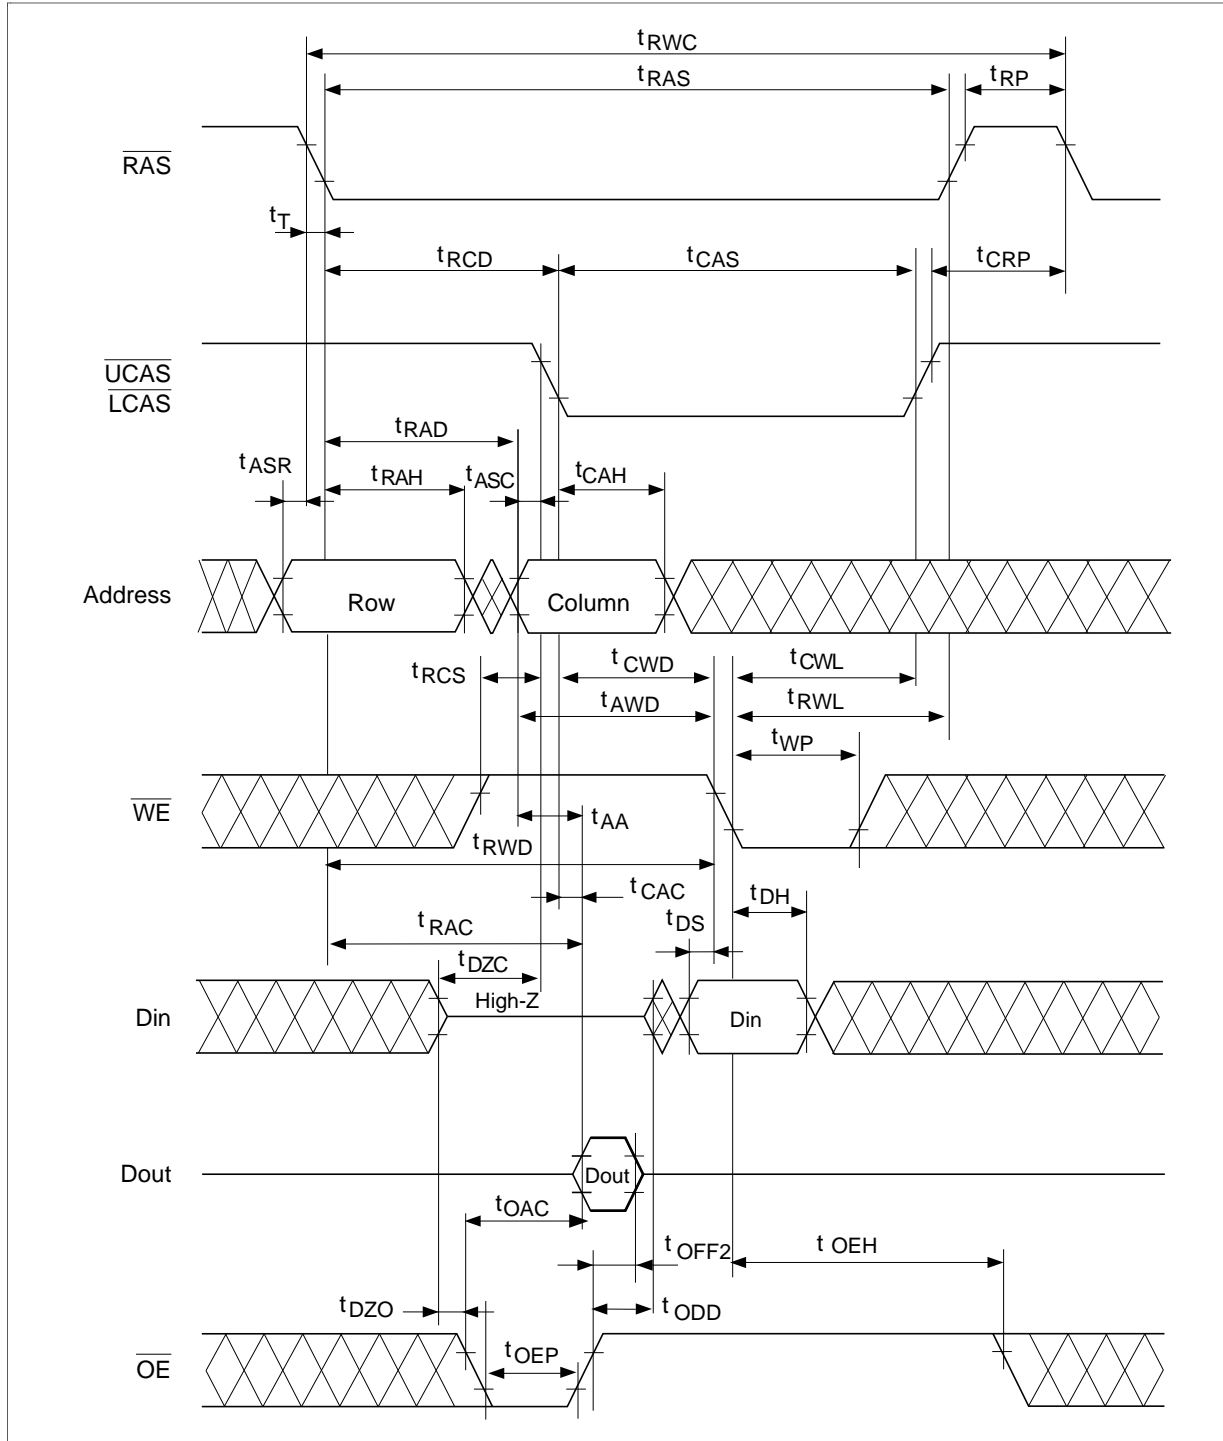 tRWC
tRAS
tRP
RAS
tT
tRCD
tCAS
tCRP
UCAS
LCAS
tRAD
tASR
tRAH
tASC
tCAH
Address
Row
Column
tRCS
tCWD
tCWL
tAWD
tRWL
tWP
WE
tAA
tRWD
tCAC
tDH
tRAC
tDS
tDZC
High-Z
Din
Din
Dout
Dout
tOAC
tOFF2
tOEH
tDZO
tODD
tOEP
OE